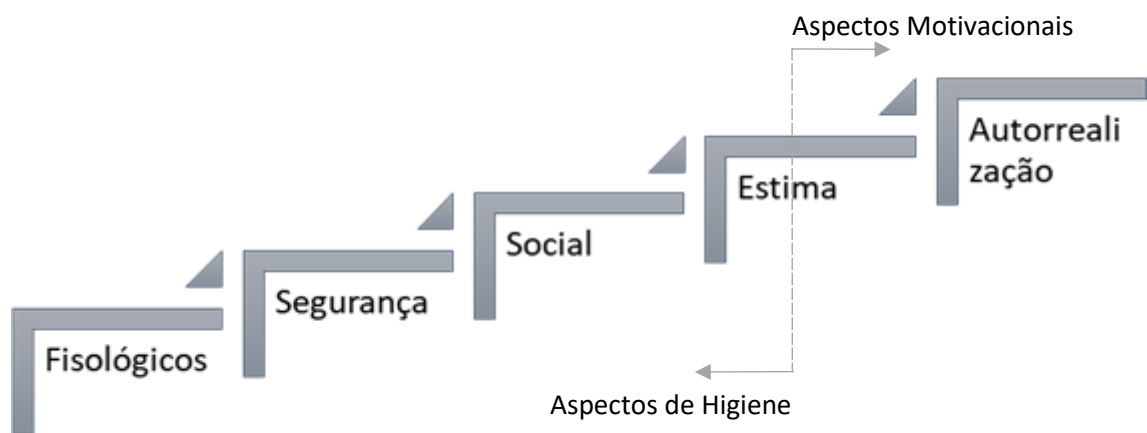 Aspectos Motivacionais
Autorreali
zação
Estima
Social
Segurança
Fisológicos
Aspectos de Higiene